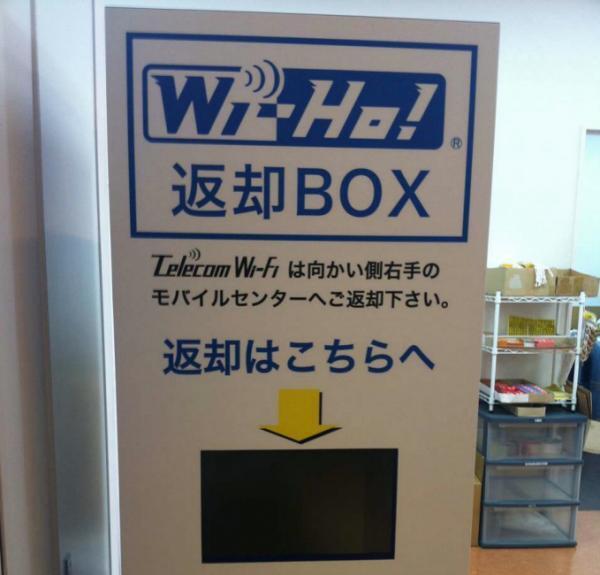 Wi-Ho!®
返却BOX
Telecom Wi-Fi は向かい側右手の
モバイルセンターへご返却下さい。
返却はこちらへ